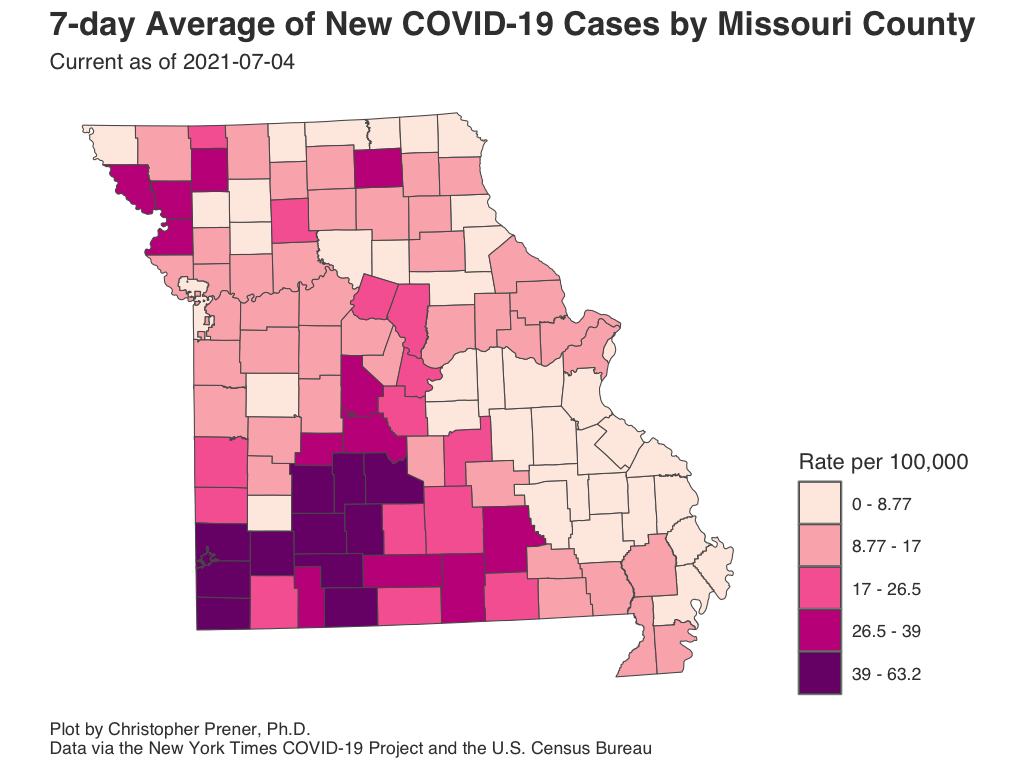 7-day Average of New COVID-19 Cases by Missouri County
Current as of 2021-07-04
Rate per 100,000
0 - 8.77
8.77 - 17
17 - 26.5
26.5 - 39
39 - 63.2
Plot by Christopher Prener, Ph.D.
Data via the New York Times COVID-19 Project and the U.S. Census Bureau